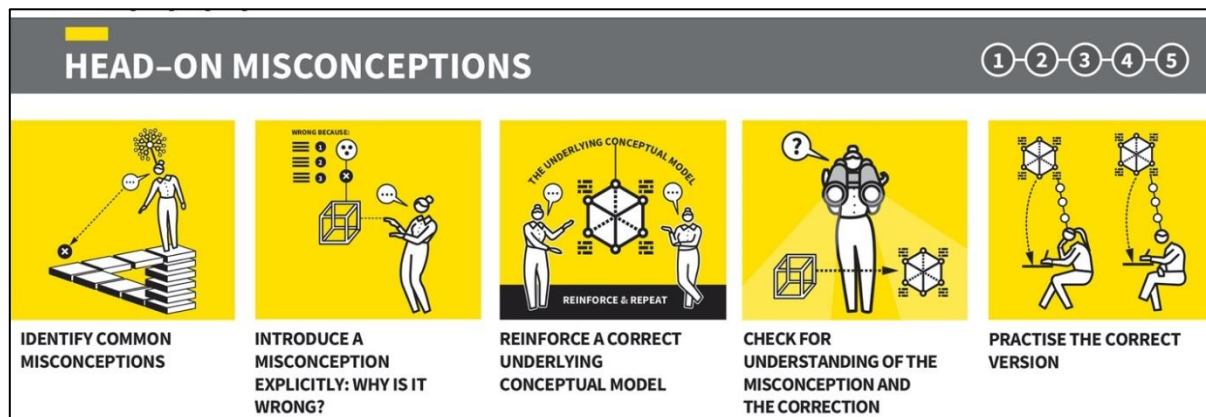 HEAD–ON MISCONCEPTIONS
1 2 3 4 5
WRONG BECAUSE:
1
2
3
THE UNDERLYING CONCEPTUAL MODEL
REINFORCE & REPEAT
?
IDENTIFY COMMON
MISCONCEPTIONS
INTRODUCE A
MISCONCEPTION
EXPLICITLY: WHY IS IT
WRONG?
REINFORCE A CORRECT
UNDERLYING
CONCEPTUAL MODEL
CHECK FOR
UNDERSTANDING OF THE
MISCONCEPTION AND
THE CORRECTION
PRACTISE THE CORRECT
VERSION